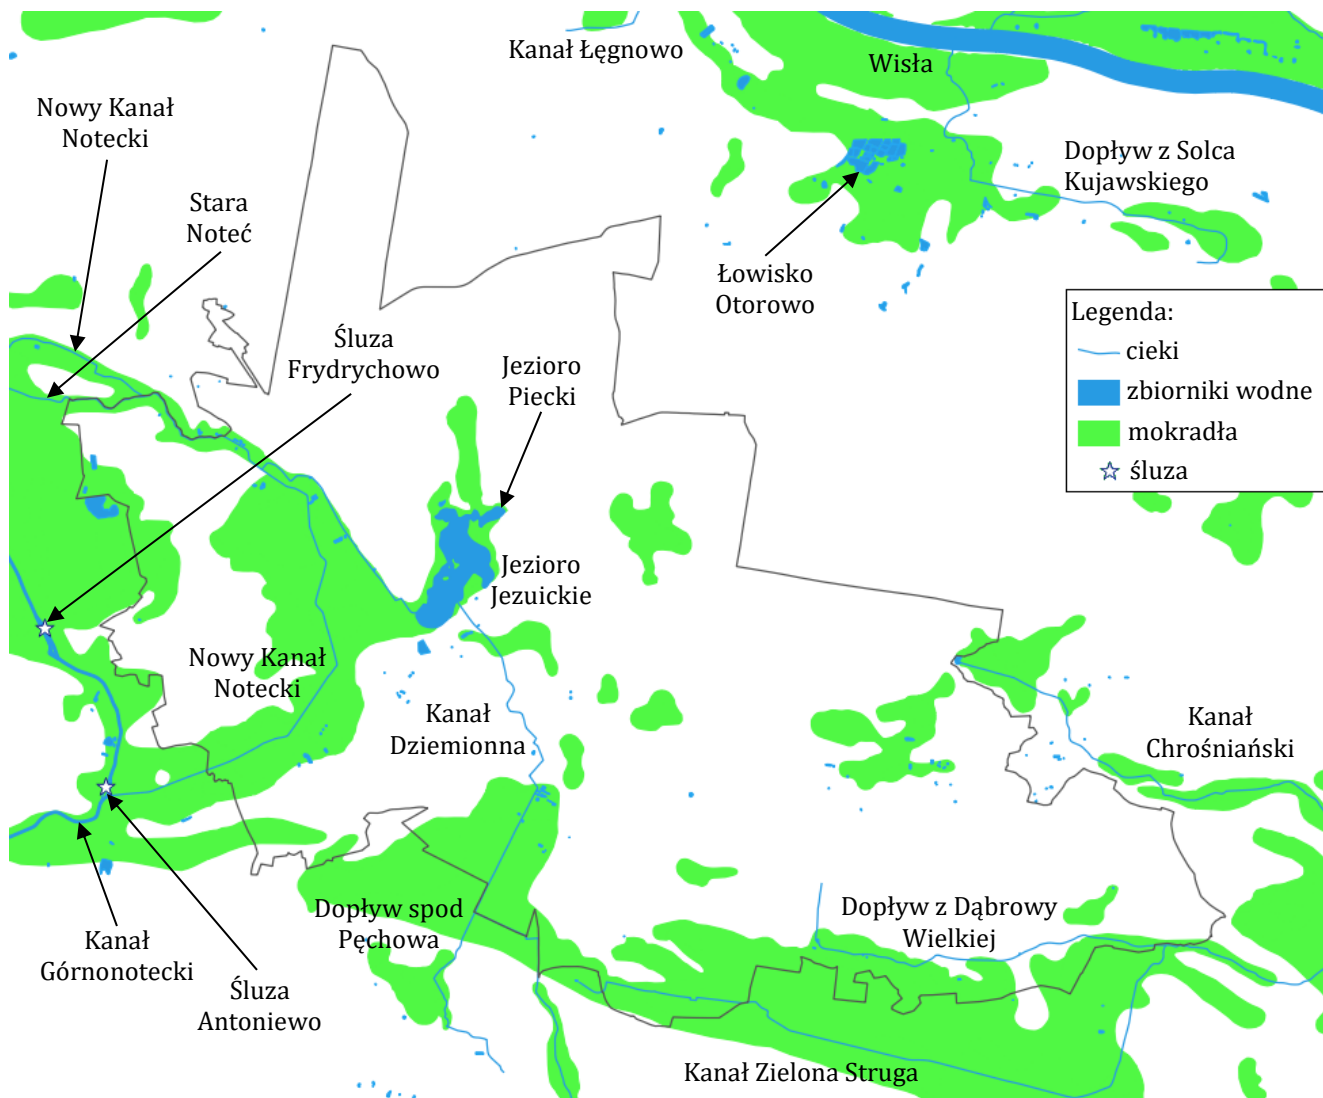 Kanał Łęgnowo
Wisła
Nowy Kanał
Notecki
Dopływ z Solca
Kujawskiego
Stara
Noteć
Łowisko
Otorowo
Legenda:
cieki
zbiorniki wodne
mokradła
śluza
Śluza
Frydrychowo
Jezioro
Piecki
Jezioro
Jezuickie
Nowy Kanał
Notecki
Kanał
Dziemionna
Kanał
Chrośniański
Dopływ spod
Pęchowa
Dopływ z Dąbrowy
Wielkiej
Kanał
Górnonotecki
Śluza
Antoniewo
Kanał Zielona Struga